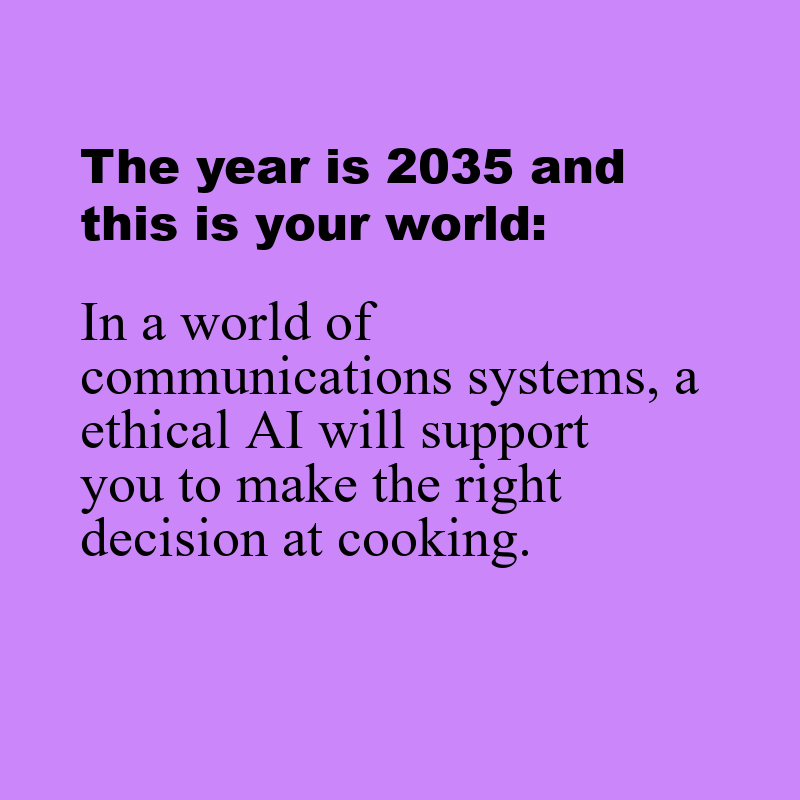 The year is 2035 and
this is your world:
In a world of
communications systems, a
ethical AI will support
you to make the right
decision at cooking.